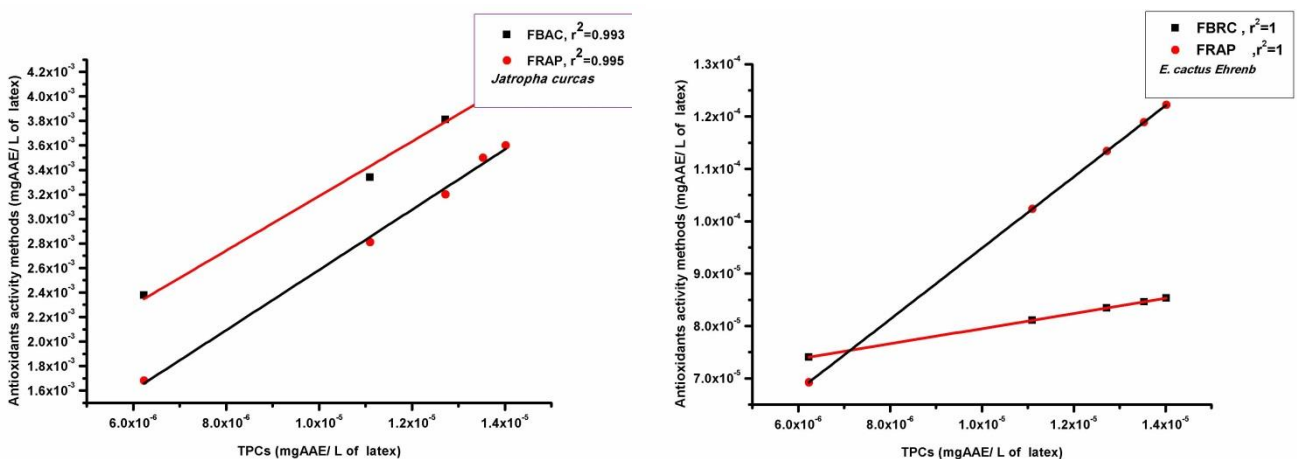 FBAC, r²=0.993
FRAP, r²=0.995
Jatropha curcas
Antioxidants activity methods (mgAAE/ L of latex)
4.2x10⁻³
4.0x10⁻³
3.8x10⁻³
3.6x10⁻³
3.4x10⁻³
3.2x10⁻³
3.0x10⁻³
2.8x10⁻³
2.6x10⁻³
2.4x10⁻³
2.2x10⁻³
2.0x10⁻³
1.8x10⁻³
1.6x10⁻³
6.0x10⁻⁶
8.0x10⁻⁶
1.0x10⁻⁵
1.2x10⁻⁵
1.4x10⁻⁵
TPCs (mgAAE/ L of latex)
FBRC , r²=1
FRAP ,r²=1
E. cactus Ehrenb
Antioxidants activity methods (mgAAE/ L of latex)
1.3x10⁻⁴
1.2x10⁻⁴
1.1x10⁻⁴
1.0x10⁻⁴
9.0x10⁻⁵
8.0x10⁻⁵
7.0x10⁻⁵
6.0x10⁻⁶
8.0x10⁻⁶
1.0x10⁻⁵
1.2x10⁻⁵
1.4x10⁻⁵
TPCs (mgAAE/ L of latex)